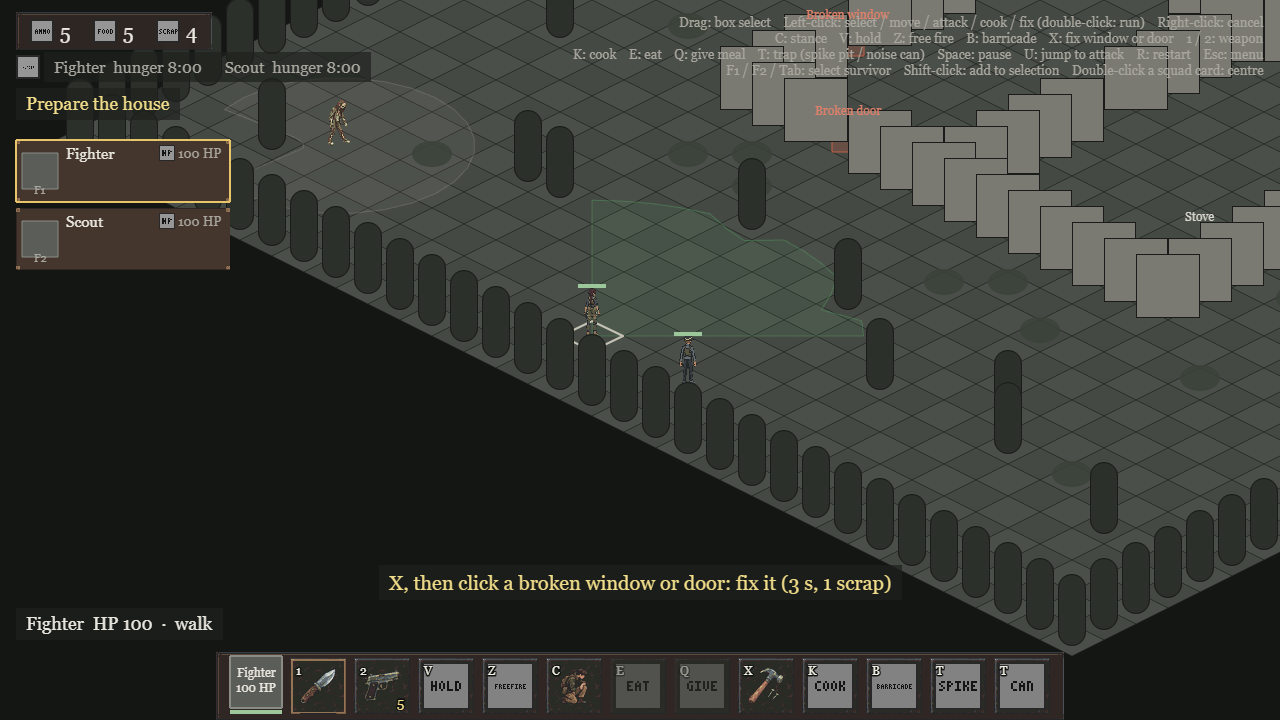 AMMO 5 FOOD 5 SCRAP 4
Fighter hunger 8:00 Scout hunger 8:00
Prepare the house
Fighter HP 100 HP
F1
Scout HP 100 HP
F2
Broken window
Drag: box select Left-click: select / move / attack / cook / fix (double-click: run) Right-click: cancel
C: stance V: hold Z: free fire B: barricade X: fix window or door 1 / 2: weapon
K: cook E: eat Q: give meal T: trap (spike pit / noise can) Space: pause U: jump to attack R: restart Esc: menu
F1 / F2 / Tab: select survivor Shift-click: add to selection Double-click a squad card: centre
Broken door
Stove
X, then click a broken window or door: fix it (3 s, 1 scrap)
Fighter HP 100 · walk
Fighter
100 HP
1
2
5
V
HOLD
Z
FREEFIRE
C
E
EAT
Q
GIVE
X
K
COOK
B
BARRICADE
T
SPIKE
T
CAN